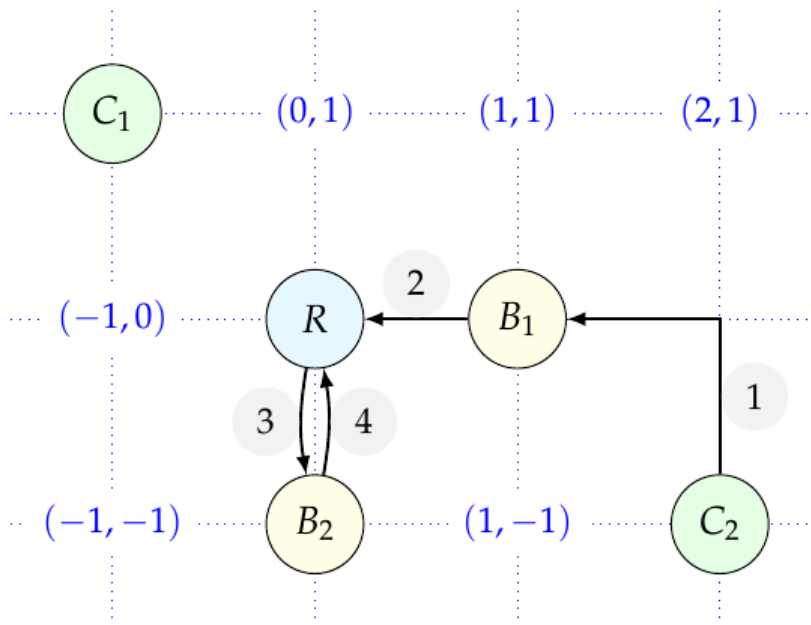 C₁ (0, 1) (1, 1) (2, 1)
2
(−1, 0) R B₁
3 4 1
(−1, −1) B₂ (1, −1) C₂